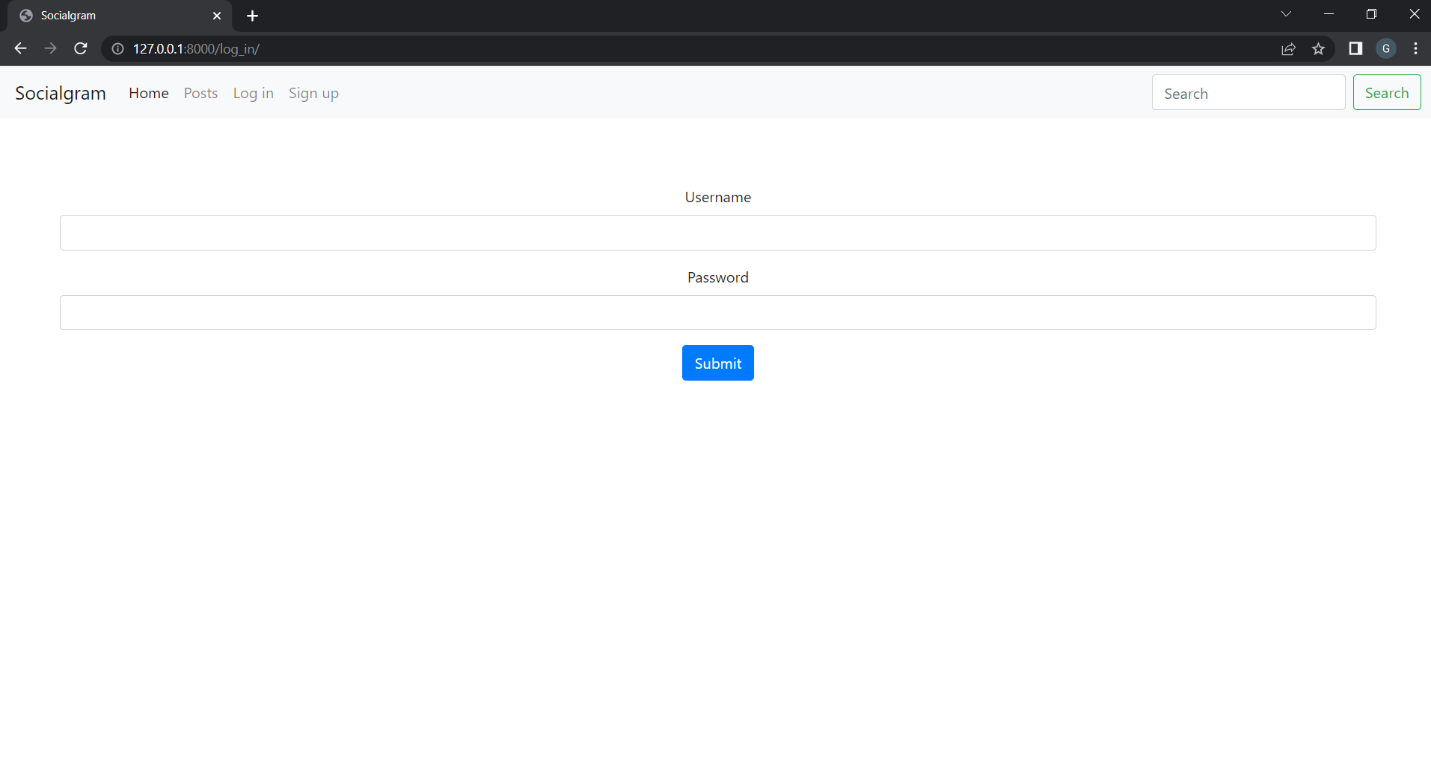 Socialgram
127.0.0.1:8000/log_in/
G
Socialgram Home Posts Log in Sign up Search Search
Username
Password
Submit